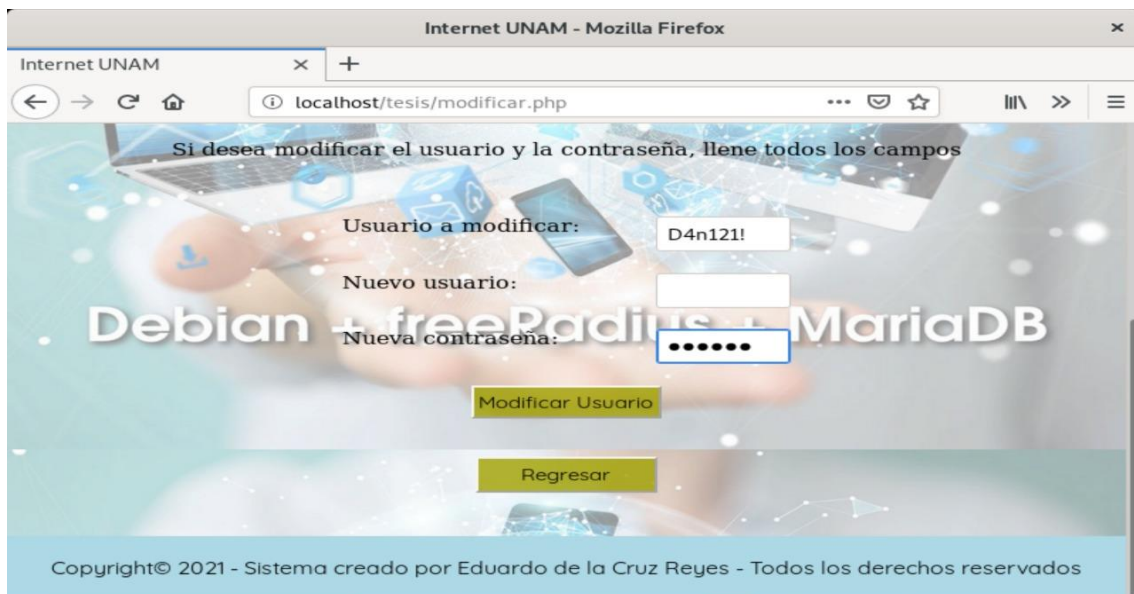 Internet UNAM - Mozilla Firefox
Internet UNAM
localhost/tesis/modificar.php
Si desea modificar el usuario y la contraseña, llene todos los campos
Usuario a modificar: D4n121!
Nuevo usuario:
Debian + freeRadius + MariaDB
Nueva contraseña: ●●●●●●
Modificar Usuario
Regresar
Copyright© 2021 - Sistema creado por Eduardo de la Cruz Reyes - Todos los derechos reservados